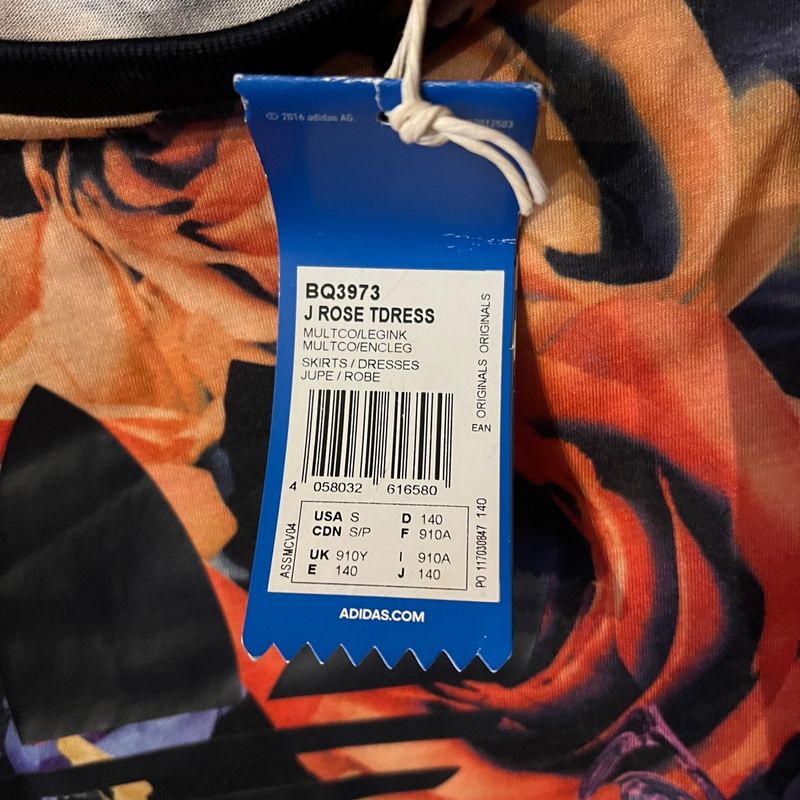 © 2016 adidas AG.
BQ3973
J ROSE TDRESS
MULTCO/LEGINK
MULTCO/ENCLEG
SKIRTS / DRESSES
JUPE / ROBE
4 058032 616580
EAN ORIGINALS ORIGINALS
ASSMCV04
USA S D 140
CDN S/P F 910A
UK 910Y I 910A
E 140 J 140
PO 117030847 140
ADIDAS.COM